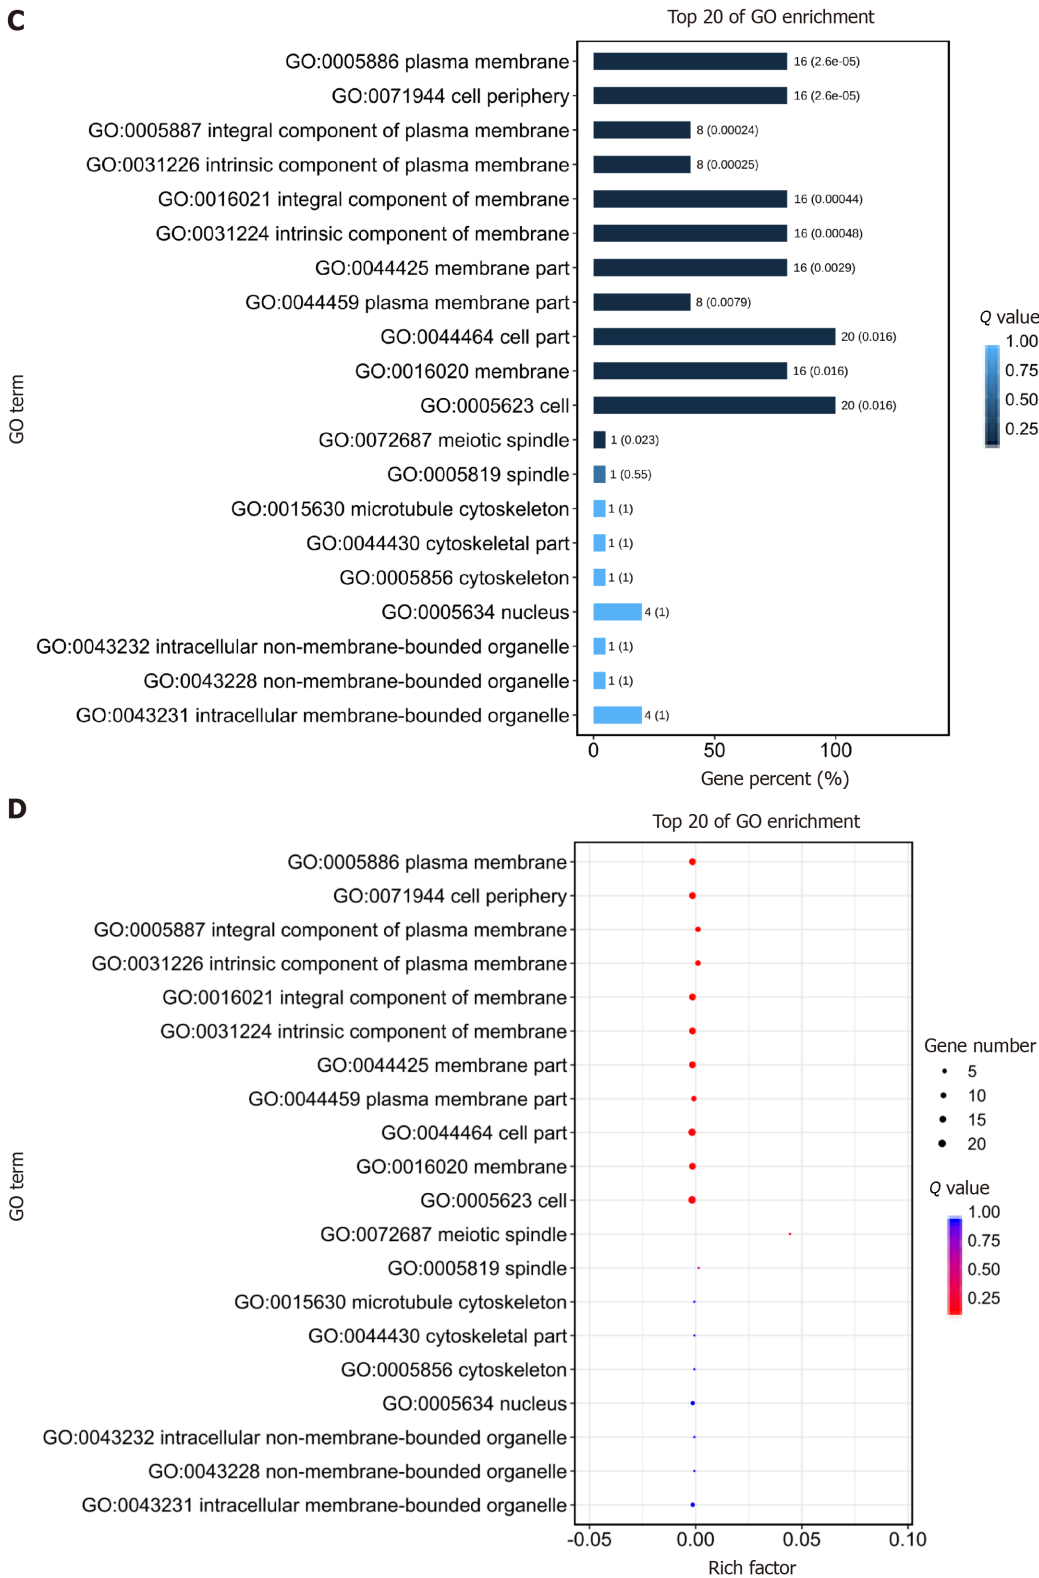 C
Top 20 of GO enrichment
GO:0005886 plasma membrane 16 (2.6e-05)
GO:0071944 cell periphery 16 (2.6e-05)
GO:0005887 integral component of plasma membrane 8 (0.00024)
GO:0031226 intrinsic component of plasma membrane 8 (0.00025)
GO:0016021 integral component of membrane 16 (0.00044)
GO:0031224 intrinsic component of membrane 16 (0.00048)
GO:0044425 membrane part 16 (0.0029)
GO:0044459 plasma membrane part 8 (0.0079)
GO:0044464 cell part 20 (0.016)
GO:0016020 membrane 16 (0.016)
GO:0005623 cell 20 (0.016)
GO:0072687 meiotic spindle 1 (0.023)
GO:0005819 spindle 1 (0.55)
GO:0015630 microtubule cytoskeleton 1 (1)
GO:0044430 cytoskeletal part 1 (1)
GO:0005856 cytoskeleton 1 (1)
GO:0005634 nucleus 4 (1)
GO:0043232 intracellular non-membrane-bounded organelle 1 (1)
GO:0043228 non-membrane-bounded organelle 1 (1)
GO:0043231 intracellular membrane-bounded organelle 4 (1)
GO term
0 50 100
Gene percent (%)
Q value
1.00
0.75
0.50
0.25
D
Top 20 of GO enrichment
GO:0005886 plasma membrane
GO:0071944 cell periphery
GO:0005887 integral component of plasma membrane
GO:0031226 intrinsic component of plasma membrane
GO:0016021 integral component of membrane
GO:0031224 intrinsic component of membrane
GO:0044425 membrane part
GO:0044459 plasma membrane part
GO:0044464 cell part
GO:0016020 membrane
GO:0005623 cell
GO:0072687 meiotic spindle
GO:0005819 spindle
GO:0015630 microtubule cytoskeleton
GO:0044430 cytoskeletal part
GO:0005856 cytoskeleton
GO:0005634 nucleus
GO:0043232 intracellular non-membrane-bounded organelle
GO:0043228 non-membrane-bounded organelle
GO:0043231 intracellular membrane-bounded organelle
GO term
-0.05 0.00 0.05 0.10
Rich factor
Gene number
5
10
15
20
Q value
1.00
0.75
0.50
0.25